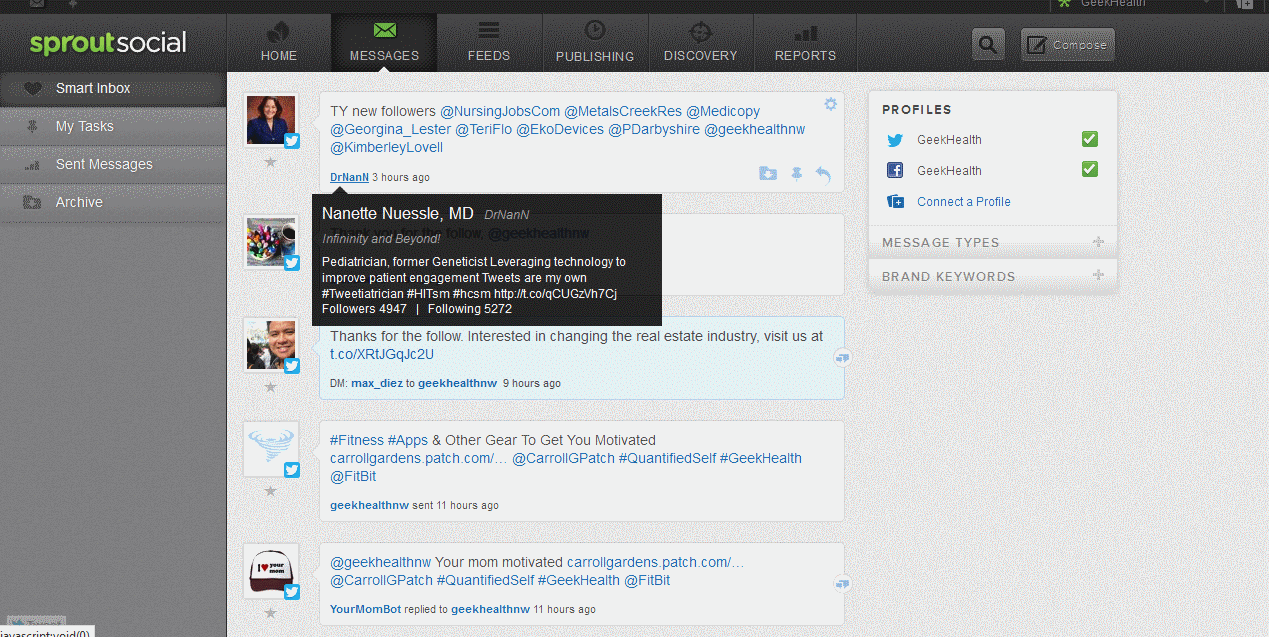 GeekHealth
sproutsocial
HOME
MESSAGES
FEEDS
PUBLISHING
DISCOVERY
REPORTS
Compose
Smart Inbox
My Tasks
Sent Messages
Archive
TY new followers @NursingJobsCom @MetalsCreekRes @Medicopy
@Georgina_Lester @TeriFlo @EkoDevices @PDarbyshire @geekhealthnw
@KimberleyLovell
DrNanN 3 hours ago
Thank you for the follow, @geekhealthnw
Nanette Nuessle, MD DrNanN
Infininity and Beyond!
Pediatrician, former Geneticist Leveraging technology to
improve patient engagement Tweets are my own
#Tweetiatrician #HITsm #hcsm http://t.co/qCUGzVh7Cj
Followers 4947 | Following 5272
Thanks for the follow. Interested in changing the real estate industry, visit us at
t.co/XRtJGqJc2U
DM: max_diez to geekhealthnw 9 hours ago
#Fitness #Apps & Other Gear To Get You Motivated
carrollgardens.patch.com/… @CarrollGPatch #QuantifiedSelf #GeekHealth
@FitBit
geekhealthnw sent 11 hours ago
I ♥ your
mom
@geekhealthnw Your mom motivated carrollgardens.patch.com/…
@CarrollGPatch #QuantifiedSelf #GeekHealth @FitBit
YourMomBot replied to geekhealthnw 11 hours ago
PROFILES
GeekHealth
GeekHealth
Connect a Profile
MESSAGE TYPES
BRAND KEYWORDS
javascript:void(0)